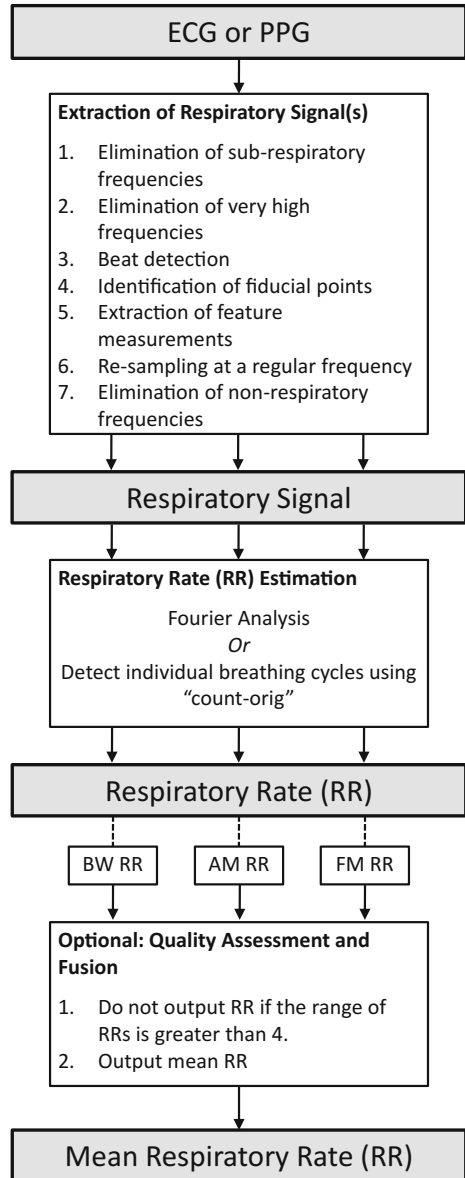 ECG or PPG
Extraction of Respiratory Signal(s)
1. Elimination of sub-respiratory
frequencies
2. Elimination of very high
frequencies
3. Beat detection
4. Identification of fiducial points
5. Extraction of feature
measurements
6. Re-sampling at a regular frequency
7. Elimination of non-respiratory
frequencies
Respiratory Signal
Respiratory Rate (RR) Estimation
Fourier Analysis
Or
Detect individual breathing cycles using
“count-orig”
Respiratory Rate (RR)
BW RR AM RR FM RR
Optional: Quality Assessment and
Fusion
1. Do not output RR if the range of
RRs is greater than 4.
2. Output mean RR
Mean Respiratory Rate (RR)